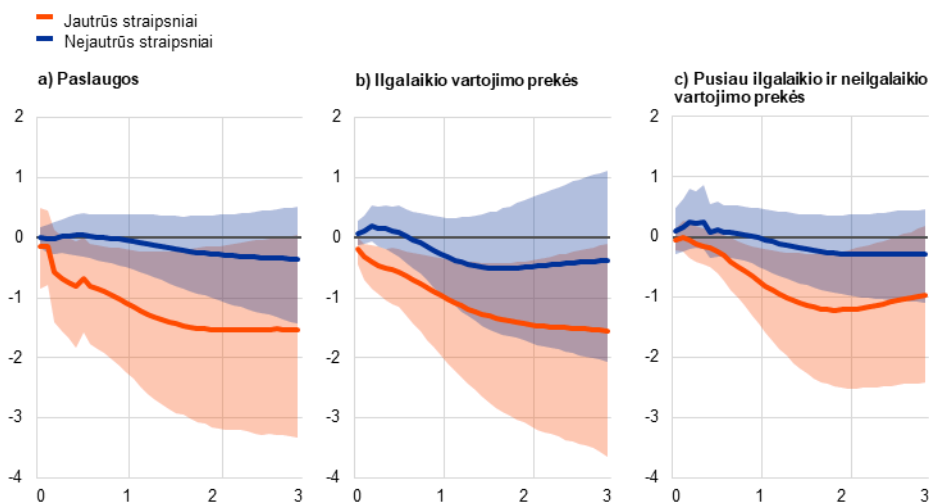 Jautrūs straipsniai
Nejautrūs straipsniai
a) Paslaugos
b) Ilgalaikio vartojimo prekės
c) Pusiau ilgalaikio ir neilgalaikio
vartojimo prekės
2
1
0
-1
-2
-3
-4
0 1 2 3
2
1
0
-1
-2
-3
-4
0 1 2 3
2
1
0
-1
-2
-3
-4
0 1 2 3